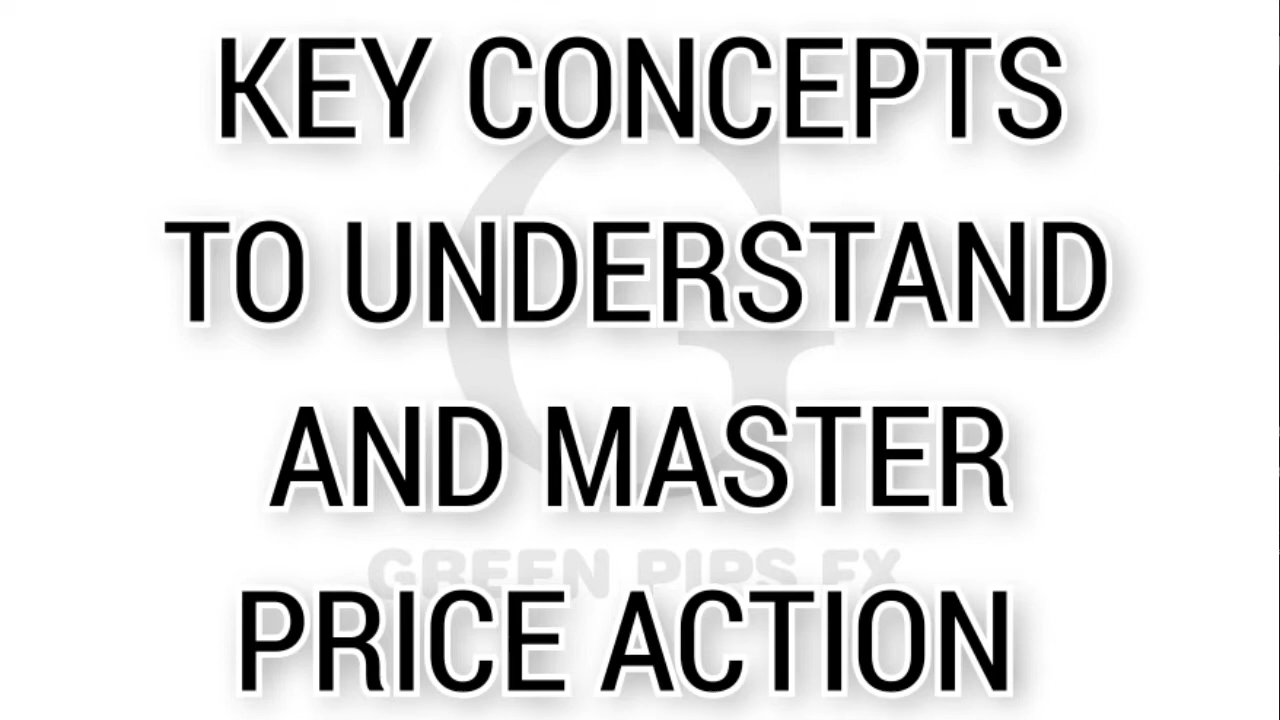 KEY CONCEPTS
TO UNDERSTAND
AND MASTER
GREEN PIPS FX
PRICE ACTION